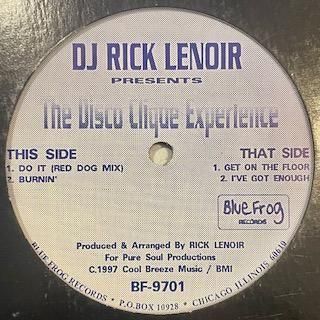 DJ RICK LENOIR
PRESENTS
The Disco Clique Experience
THIS SIDE
1. DO IT (RED DOG MIX)
2. BURNIN'
THAT SIDE
1. GET ON THE FLOOR
2. I'VE GOT ENOUGH
Blue Frog
RECORDS
Produced & Arranged By RICK LENOIR
For Pure Soul Productions
C.1997 Cool Breeze Music / BMI
BF-9701
BLUE FROG RECORDS • P.O.BOX 10928 • CHICAGO ILLINOIS 60610